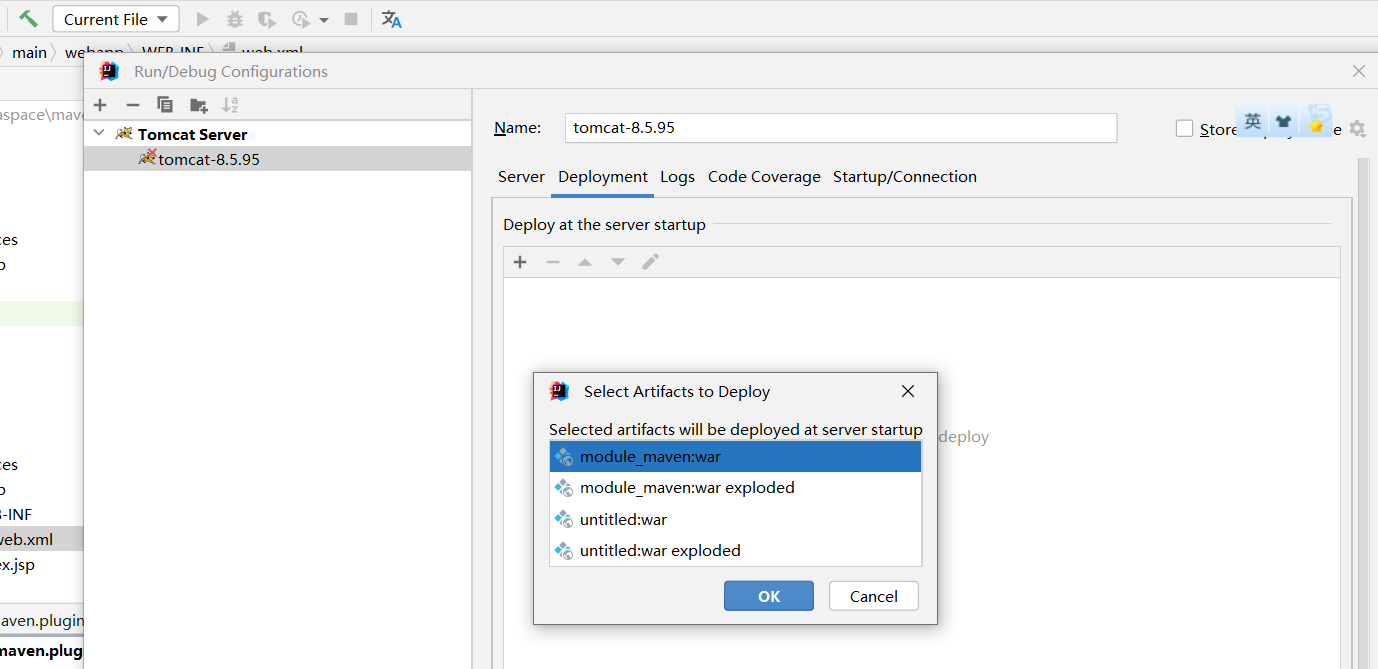 Current File
main webapp WEB-INF web.xml
Run/Debug Configurations
aspace\mave
Tomcat Server
tomcat-8.5.95
Name: tomcat-8.5.95
Store
英
Server Deployment Logs Code Coverage Startup/Connection
Deploy at the server startup
deploy
Select Artifacts to Deploy
Selected artifacts will be deployed at server startup
module_maven:war
module_maven:war exploded
untitled:war
untitled:war exploded
OK Cancel
ces
p
ces
p
B-INF
web.xml
ex.jsp
maven.plugin
maven.plug